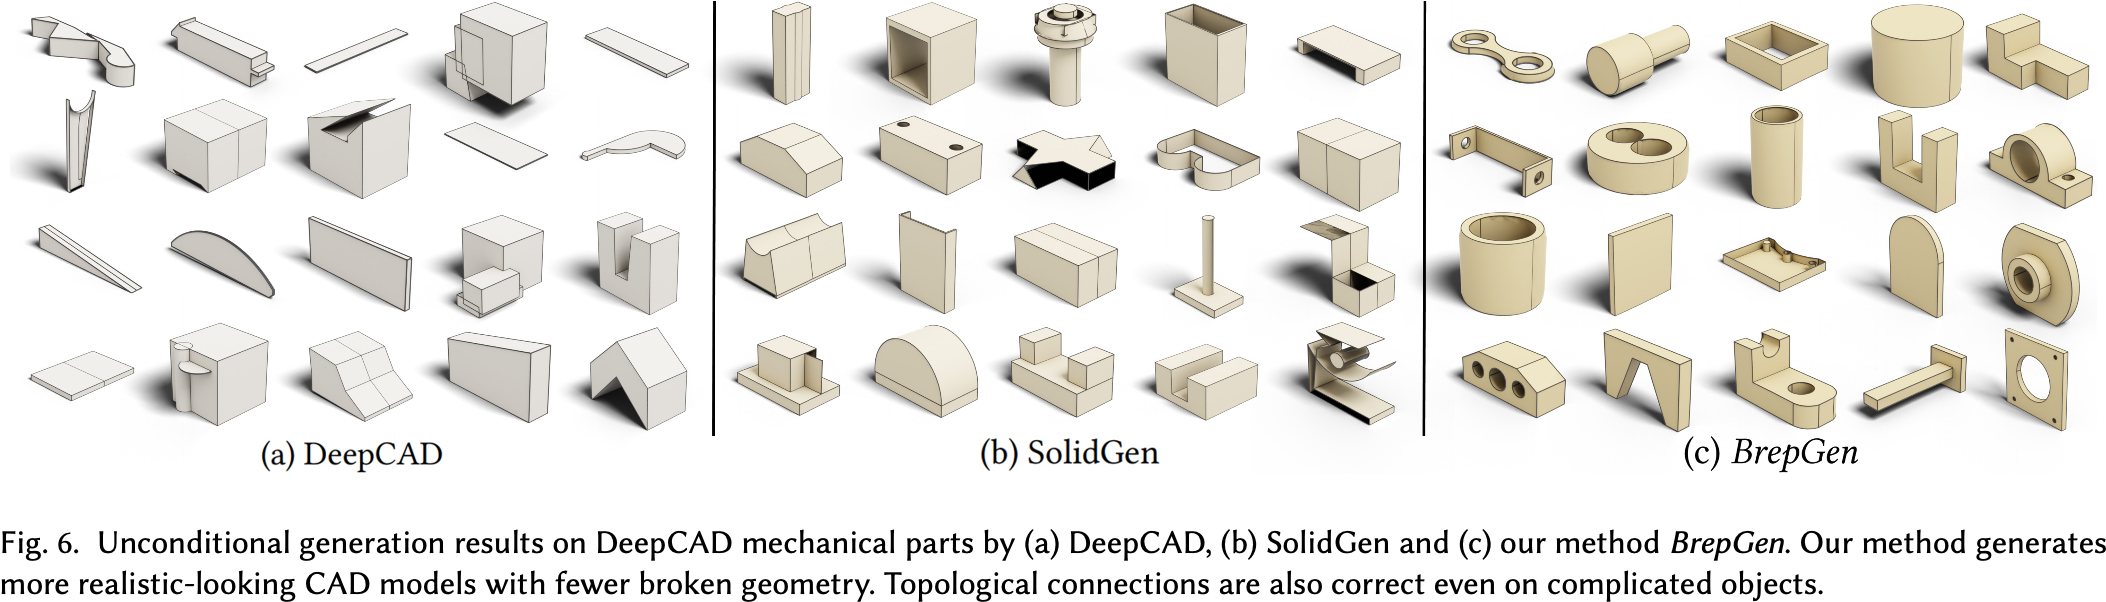 (a) DeepCAD
(b) SolidGen
(c) BrepGen
Fig. 6. Unconditional generation results on DeepCAD mechanical parts by (a) DeepCAD, (b) SolidGen and (c) our method BrepGen. Our method generates
more realistic-looking CAD models with fewer broken geometry. Topological connections are also correct even on complicated objects.